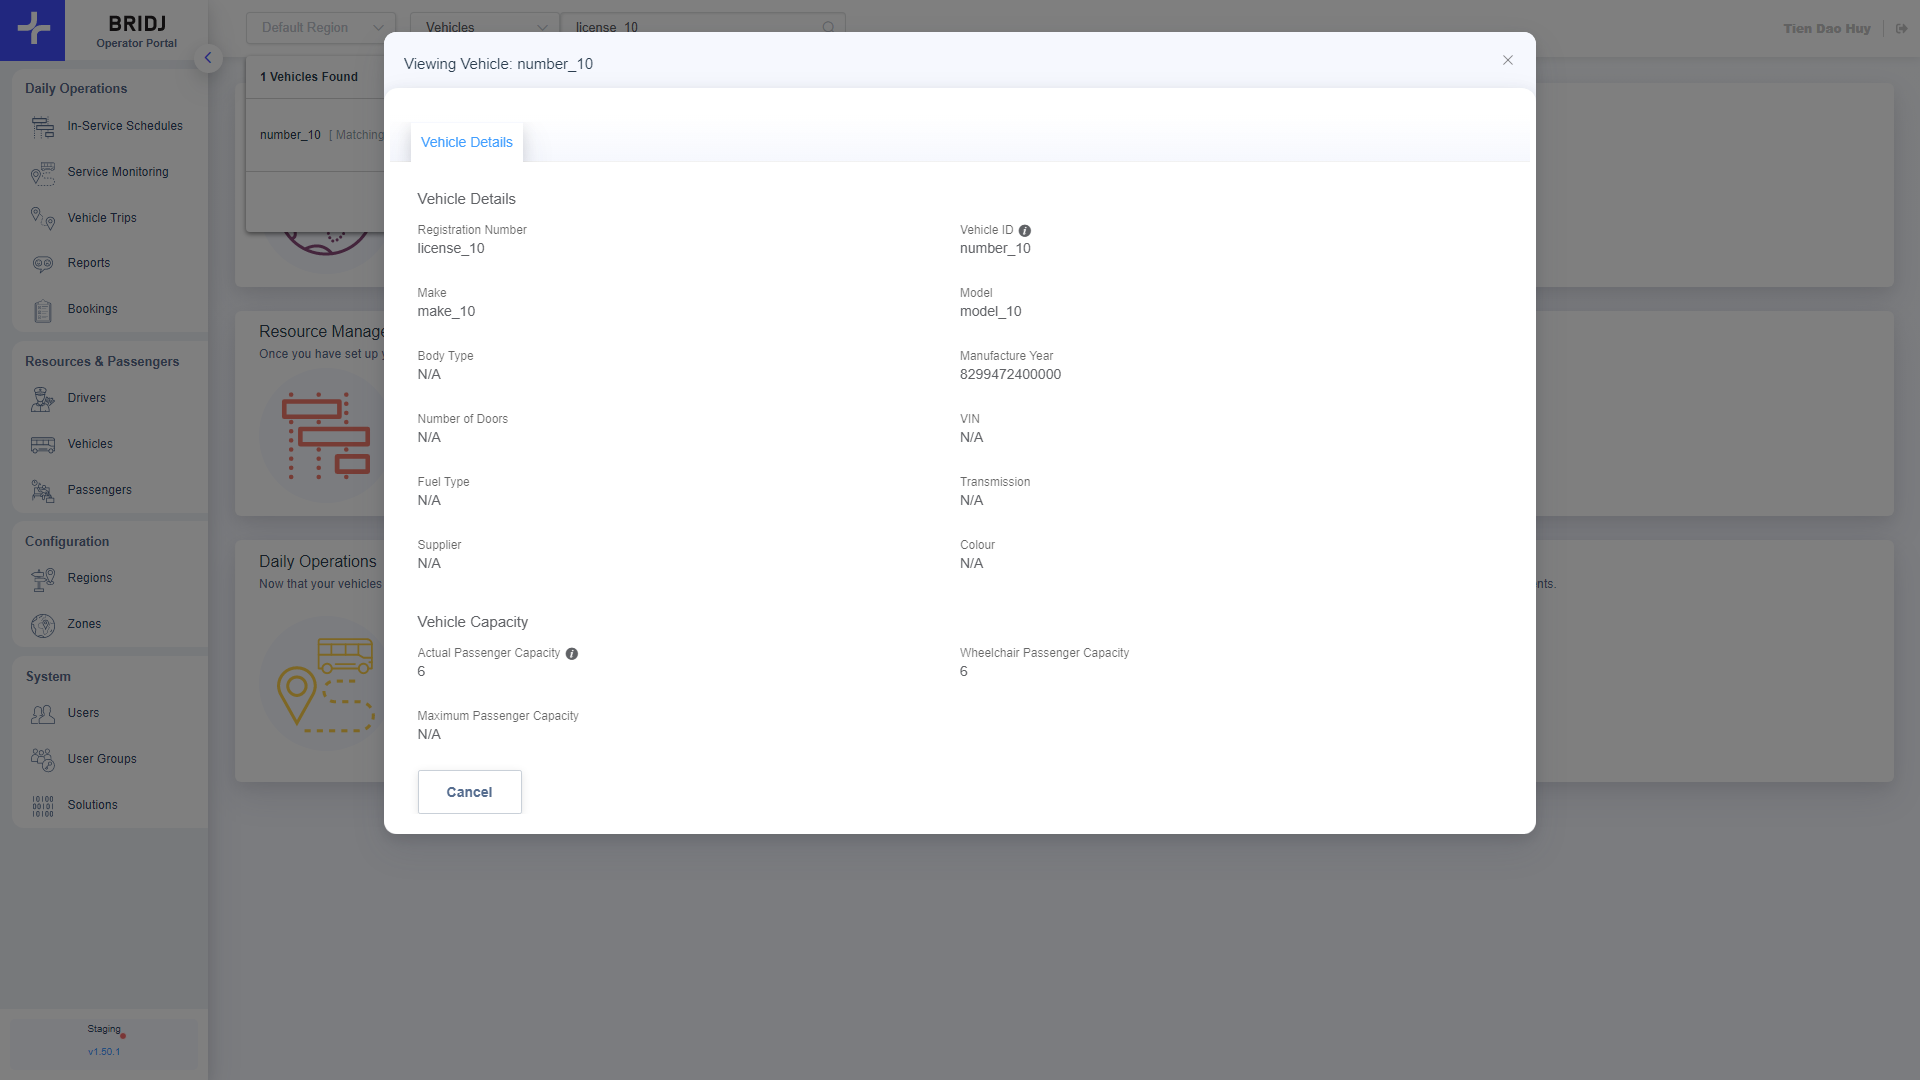 BRIDJ
Operator Portal
Default Region
Vehicles
license_10
Tien Dao Huy
Daily Operations
In-Service Schedules
Service Monitoring
Vehicle Trips
Reports
Bookings
Resources & Passengers
Drivers
Vehicles
Passengers
Configuration
Regions
Zones
System
Users
User Groups
Solutions
Staging
v1.50.1
1 Vehicles Found
number_10 [ Matching
Resource Manage
Once you have set up y
Daily Operations
Now that your vehicles
nts.
Viewing Vehicle: number_10
Vehicle Details
Vehicle Details
Registration Number
license_10
Vehicle ID
number_10
Make
make_10
Model
model_10
Body Type
N/A
Manufacture Year
8299472400000
Number of Doors
N/A
VIN
N/A
Fuel Type
N/A
Transmission
N/A
Supplier
N/A
Colour
N/A
Vehicle Capacity
Actual Passenger Capacity
6
Wheelchair Passenger Capacity
6
Maximum Passenger Capacity
N/A
Cancel